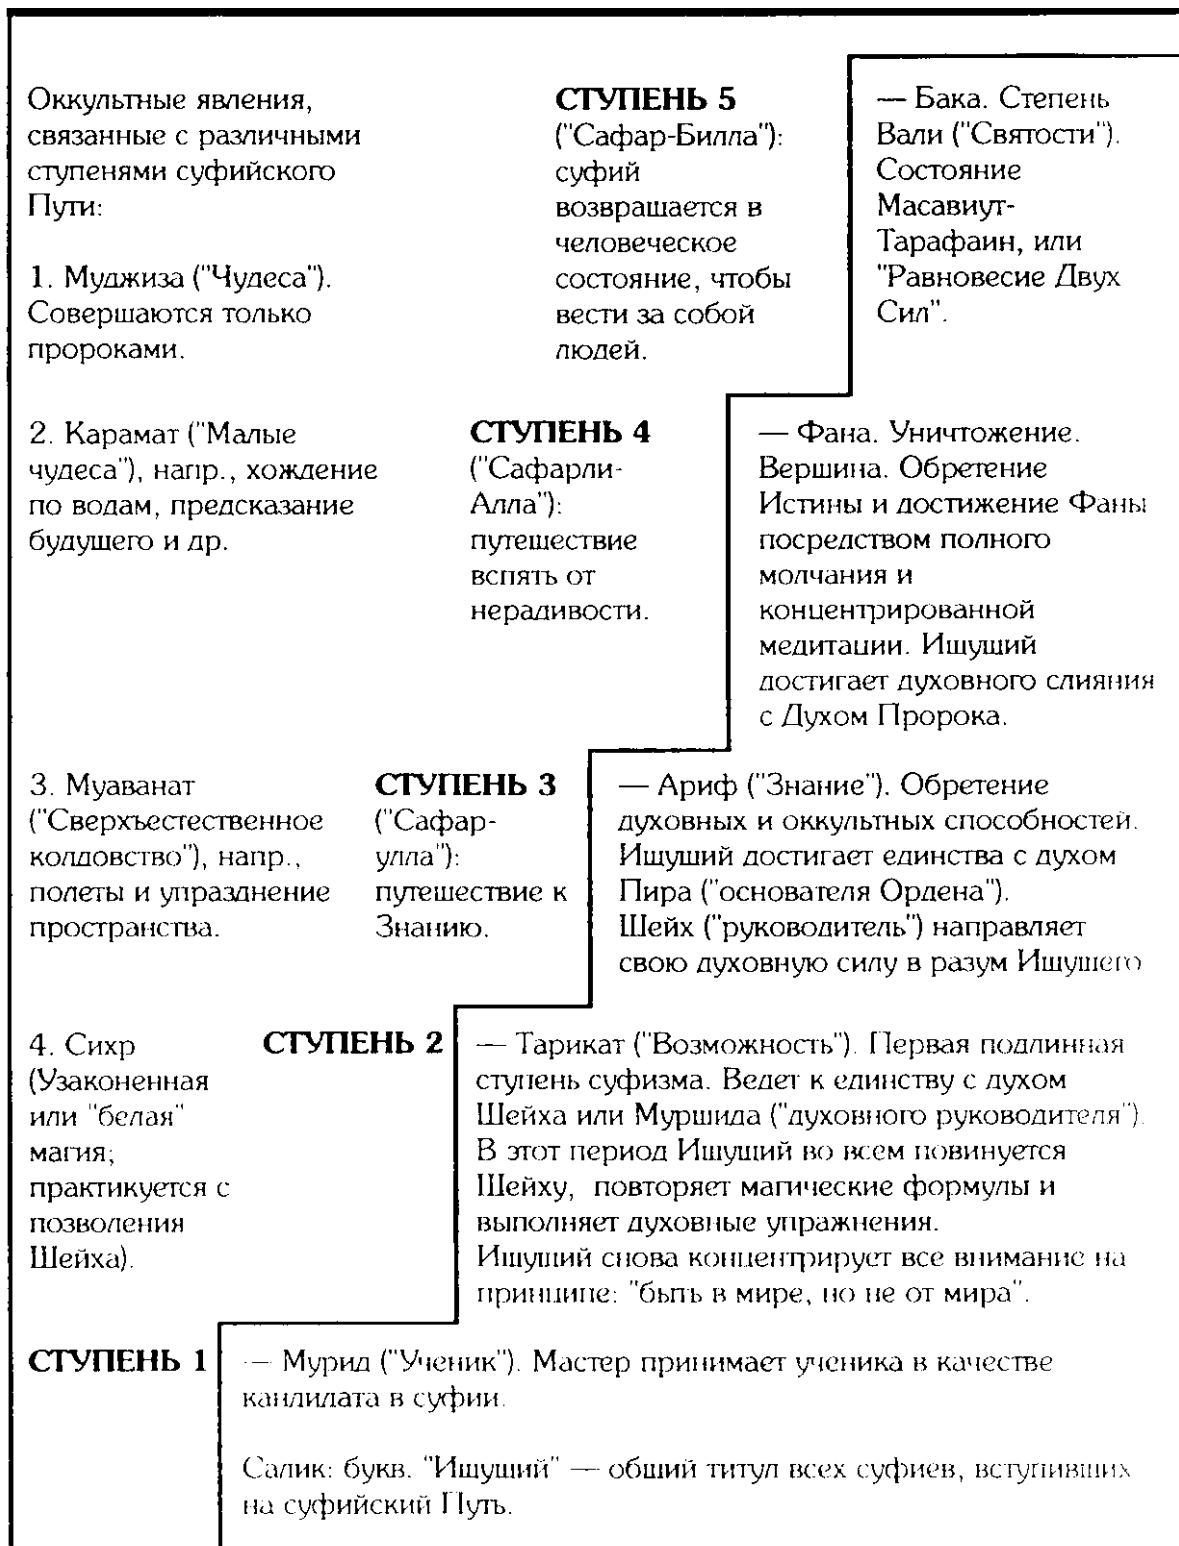 Оккультные явления,
связанные с различными
ступенями суфийского
Пути:
1. Муджиза ("Чудеса").
Совершаются только
пророками.
СТУПЕНЬ 5
("Сафар-Билла"):
суфий
возвращается в
человеческое
состояние, чтобы
вести за собой
людей.
— Бака. Степень
Вали ("Святости").
Состояние
Масавиут-
Тарафаин, или
"Равновесие Двух
Сил".
2. Карамат ("Малые
чудеса"), напр., хождение
по водам, предсказание
будущего и др.
СТУПЕНЬ 4
("Сафарли-
Алла"):
путешествие
вспять от
нерадивости.
— Фана. Уничтожение.
Вершина. Обретение
Истины и достижение Фаны
посредством полного
молчания и
концентрированной
медитации. Ищущий
достигает духовного слияния
с Духом Пророка.
3. Муаванат
("Сверхъестественное
колдовство"), напр.,
полеты и упразднение
пространства.
СТУПЕНЬ 3
("Сафар-
улла"):
путешествие к
Знанию.
— Ариф ("Знание"). Обретение
духовных и оккультных способностей.
Ищущий достигает единства с духом
Пира ("основателя Ордена").
Шейх ("руководитель") направляет
свою духовную силу в разум Ищущего
4. Сихр
(Узаконенная
или "белая"
магия;
практикуется с
позволения
Шейха).
СТУПЕНЬ 2
— Тарикат ("Возможность"). Первая подлинная
ступень суфизма. Ведет к единству с духом
Шейха или Муршида ("духовного руководителя").
В этот период Ищущий во всем повинуется
Шейху, повторяет магические формулы и
выполняет духовные упражнения.
Ищущий снова концентрирует все внимание на
принципе: "быть в мире, но не от мира".
СТУПЕНЬ 1
— Мурид ("Ученик"). Мастер принимает ученика в качестве
кандидата в суфии.
Салик: букв. "Ищущий" — общий титул всех суфиев, вступивших
на суфийский Путь.